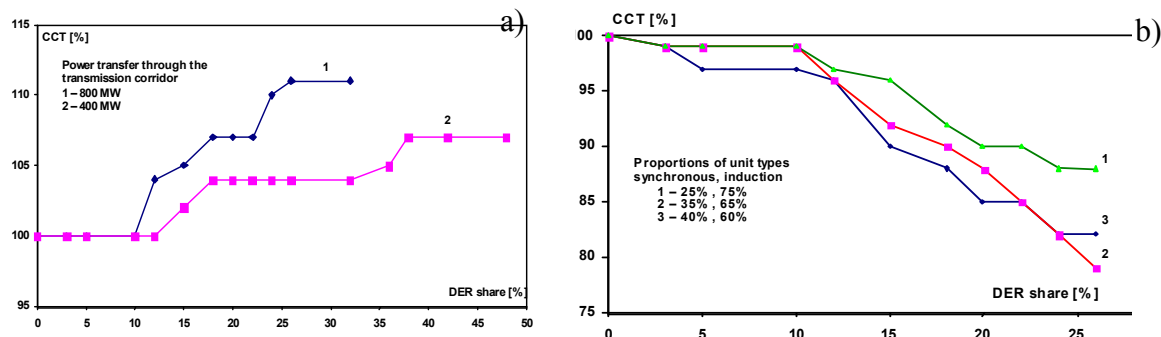 a)
CCT [%]
Power transfer through the
transmission corridor
1 – 800 MW
2 – 400 MW
115
110
105
100
95
1
2
DER share [%]
0 5 10 15 20 25 30 35 40 45 50
b)
CCT [%]
00
95
90
85
80
75
Proportions of unit types
synchronous, induction
1 – 25% , 75%
2 – 35% , 65%
3 – 40% , 60%
1
3
2
DER share [%]
0 5 10 15 20 25